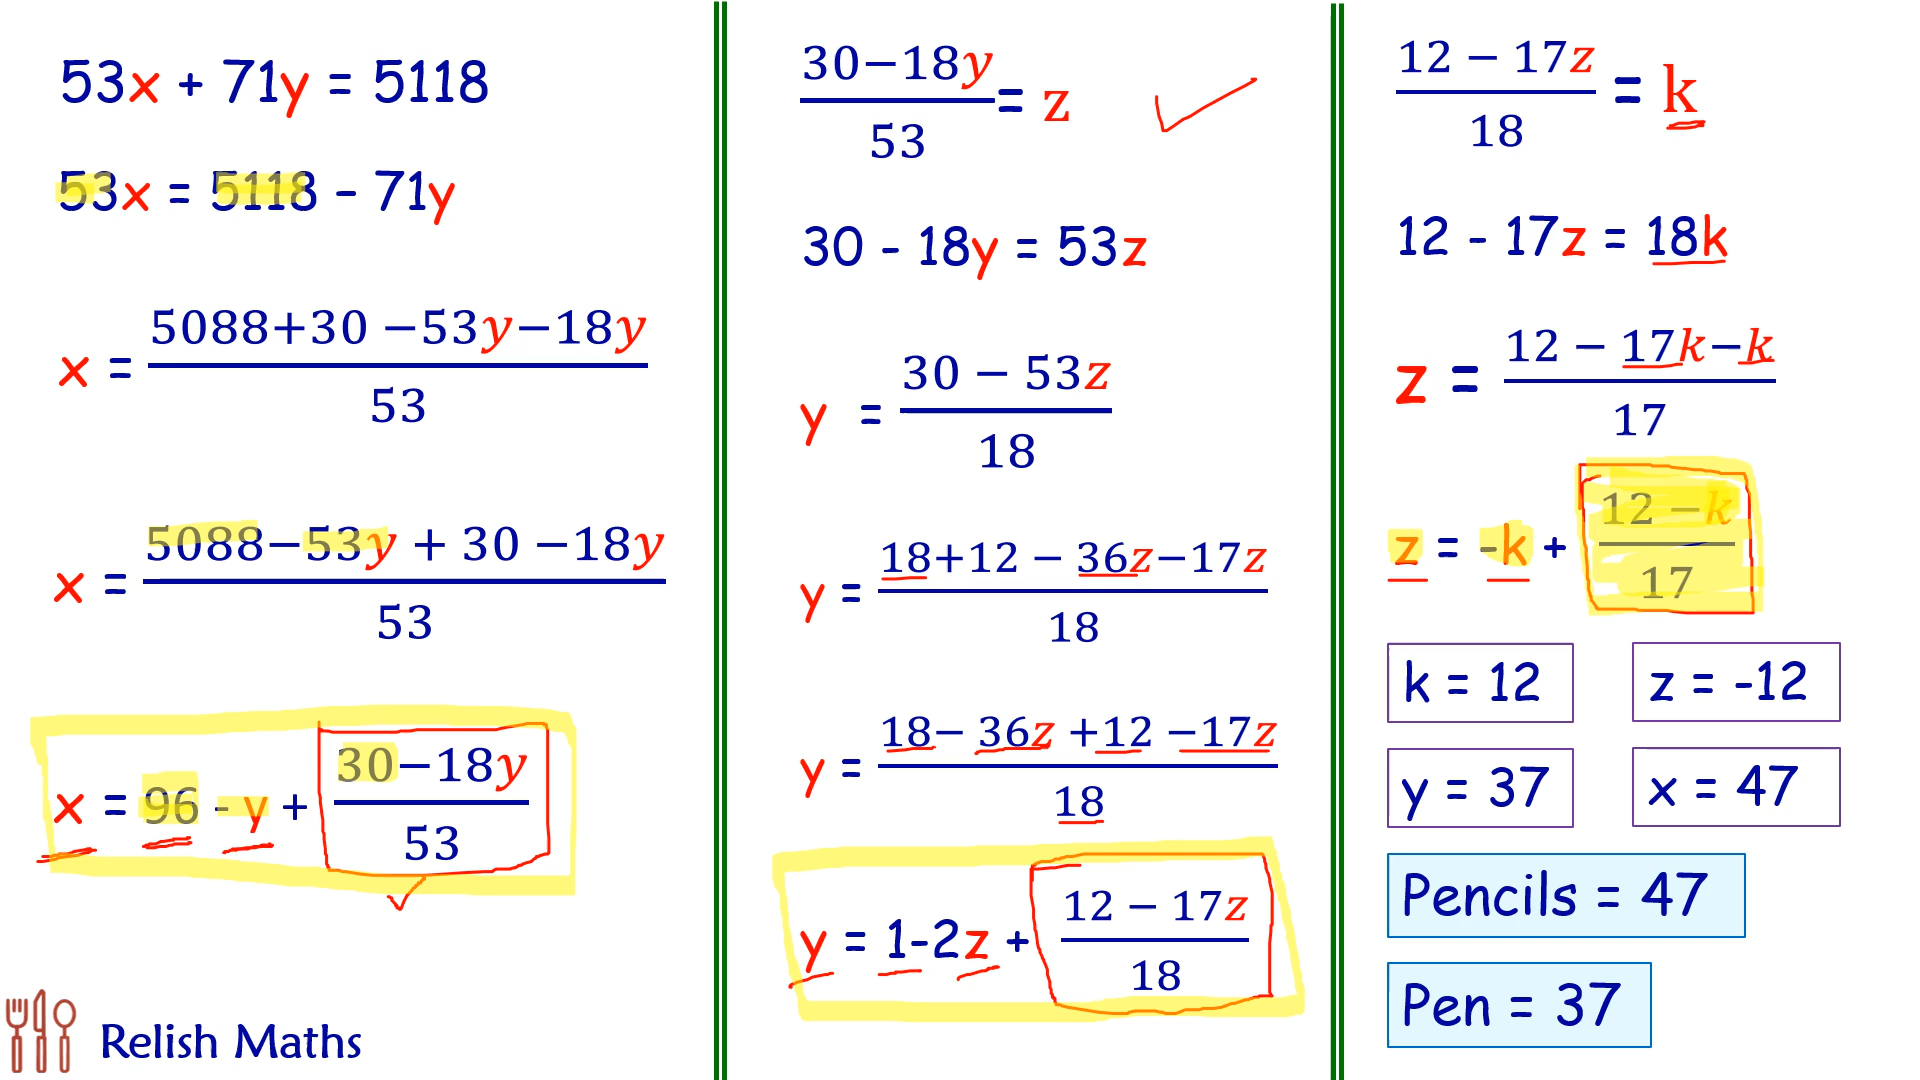 53x + 71y = 5118
53x = 5118 - 71y
x = (5088+30 −53y−18y)/53
x = (5088−53y + 30 −18y)/53
x = 96 - y + (30−18y)/53
Relish Maths
(30−18y)/53 = z
30 - 18y = 53z
y = (30 − 53z)/18
y = (18+12 − 36z−17z)/18
y = (18− 36z +12 −17z)/18
y = 1-2z + (12 − 17z)/18
(12 − 17z)/18 = k
12 - 17z = 18k
z = (12 − 17k−k)/17
z = -k + (12 − k)/17
k = 12
z = -12
y = 37
x = 47
Pencils = 47
Pen = 37